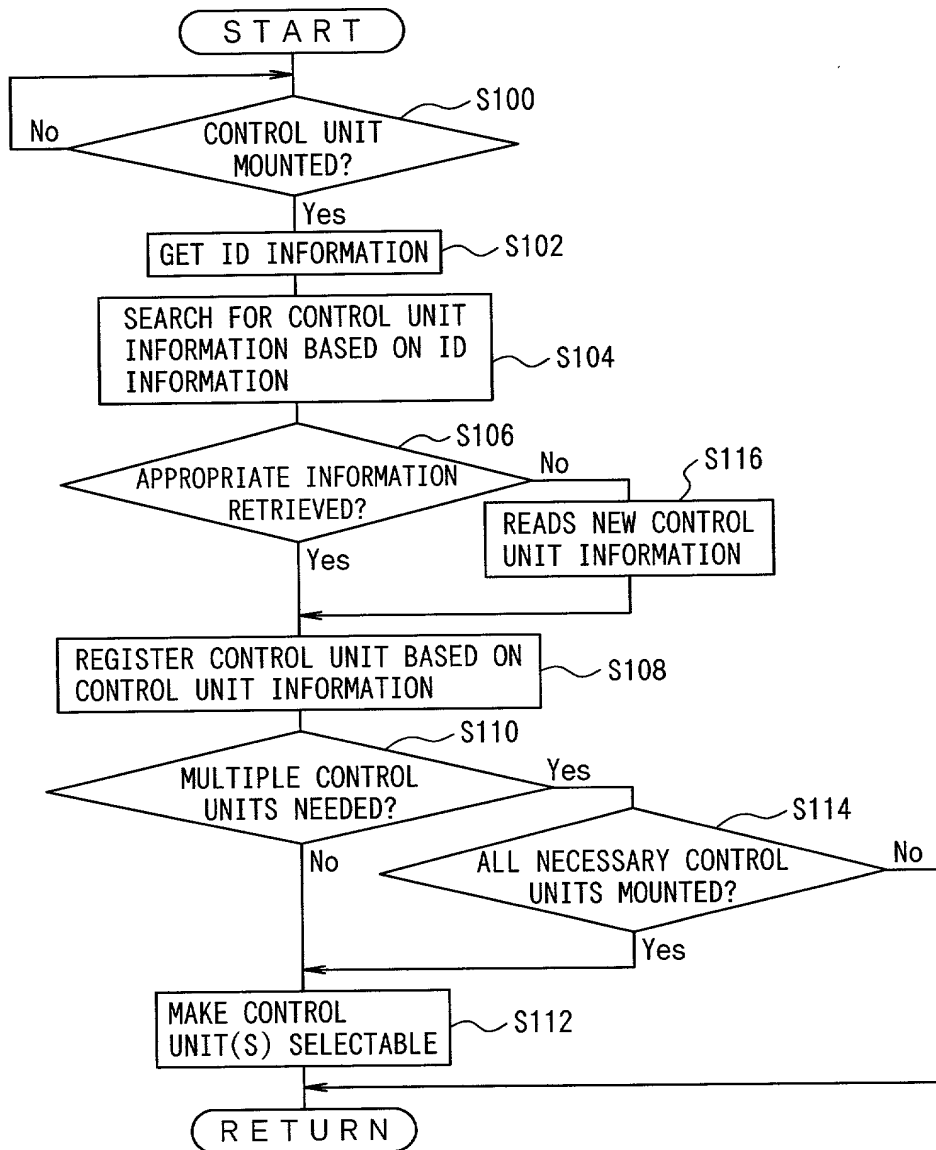 START
S100
No
CONTROL UNIT
MOUNTED?
Yes
GET ID INFORMATION
S102
SEARCH FOR CONTROL UNIT
INFORMATION BASED ON ID
INFORMATION
S104
S106
APPROPRIATE INFORMATION
RETRIEVED?
No
S116
READS NEW CONTROL
UNIT INFORMATION
Yes
REGISTER CONTROL UNIT BASED ON
CONTROL UNIT INFORMATION
S108
S110
MULTIPLE CONTROL
UNITS NEEDED?
Yes
S114
No
ALL NECESSARY CONTROL
UNITS MOUNTED?
No
Yes
MAKE CONTROL
UNIT(S) SELECTABLE
S112
RETURN